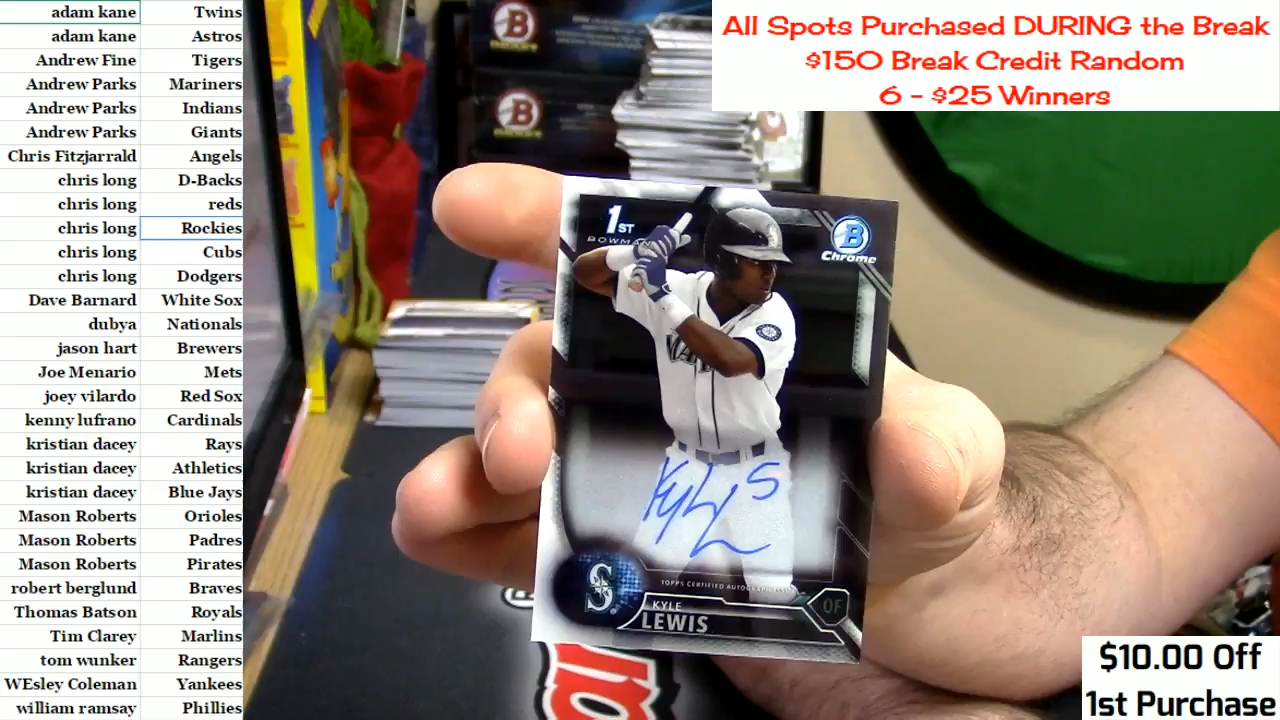 adam kane Twins
adam kane Astros
Andrew Fine Tigers
Andrew Parks Mariners
Andrew Parks Indians
Andrew Parks Giants
Chris Fitzjarrald Angels
chris long D-Backs
chris long reds
chris long Rockies
chris long Cubs
chris long Dodgers
Dave Barnard White Sox
dubya Nationals
jason hart Brewers
Joe Menario Mets
joey vilardo Red Sox
kenny lufrano Cardinals
kristian dacey Rays
kristian dacey Athletics
kristian dacey Blue Jays
Mason Roberts Orioles
Mason Roberts Padres
Mason Roberts Pirates
robert berglund Braves
Thomas Batson Royals
Tim Clarey Marlins
tom wunker Rangers
WEsley Coleman Yankees
william ramsay Phillies
All Spots Purchased DURING the Break
$150 Break Credit Random
6 - $25 Winners
B
B
1ST
BOWMAN
B
Chrome
S
TOPPS CERTIFIED AUTOGRAPH ISSUE
KYLE
LEWIS
OF
$10.00 Off
1st Purchase